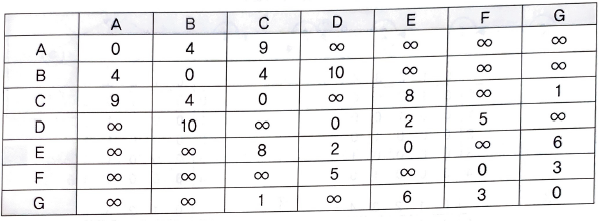 A B C D E F G
A 0 4 9 ∞ ∞ ∞ ∞
B 4 0 4 10 ∞ ∞ ∞
C 9 4 0 ∞ 8 ∞ 1
D ∞ 10 ∞ 0 2 5 ∞
E ∞ ∞ 8 2 0 ∞ 6
F ∞ ∞ ∞ 5 ∞ 0 3
G ∞ ∞ 1 ∞ 6 3 0